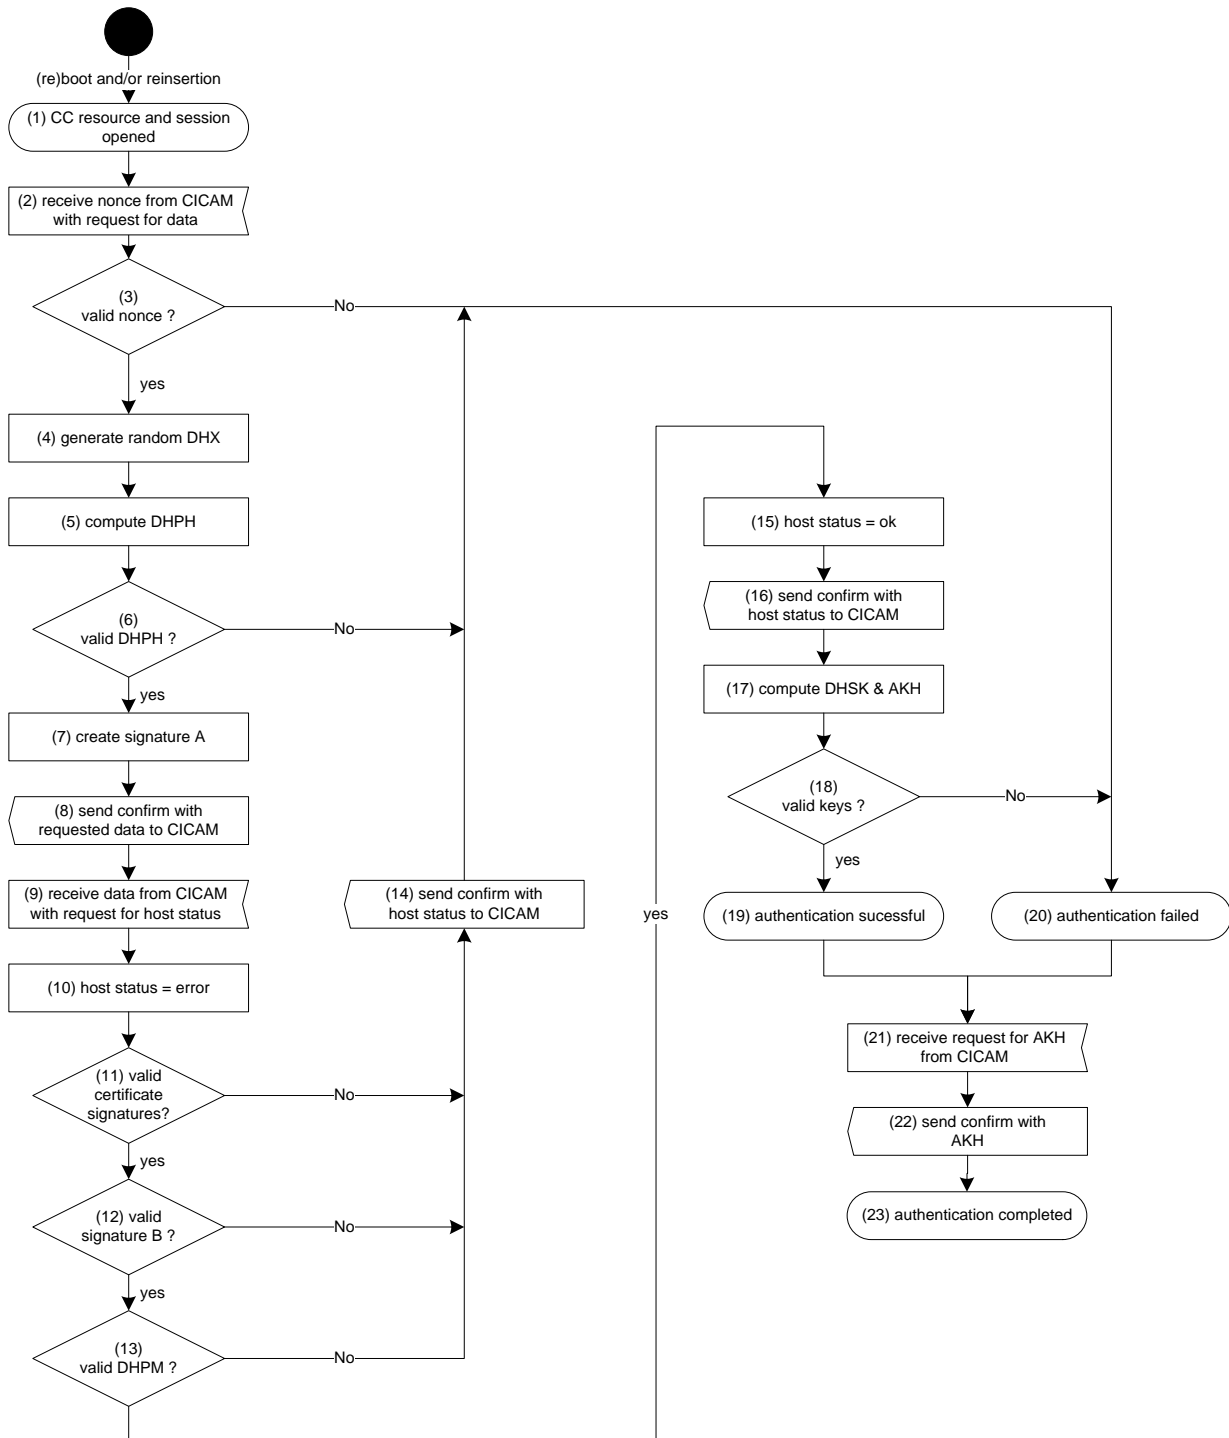 (re)boot and/or reinsertion
(1) CC resource and session
opened
(2) receive nonce from CICAM
with request for data
(3)
valid nonce ?
No
yes
(4) generate random DHX
(5) compute DHPH
(6)
valid DHPH ?
No
yes
(7) create signature A
(8) send confirm with
requested data to CICAM
(9) receive data from CICAM
with request for host status
(10) host status = error
(11) valid
certificate
signatures?
No
yes
(12) valid
signature B ?
No
yes
(13)
valid DHPM ?
No
(14) send confirm with
host status to CICAM
yes
(15) host status = ok
(16) send confirm with
host status to CICAM
(17) compute DHSK & AKH
(18)
valid keys ?
No
yes
(19) authentication sucessful
(20) authentication failed
(21) receive request for AKH
from CICAM
(22) send confirm with
AKH
(23) authentication completed